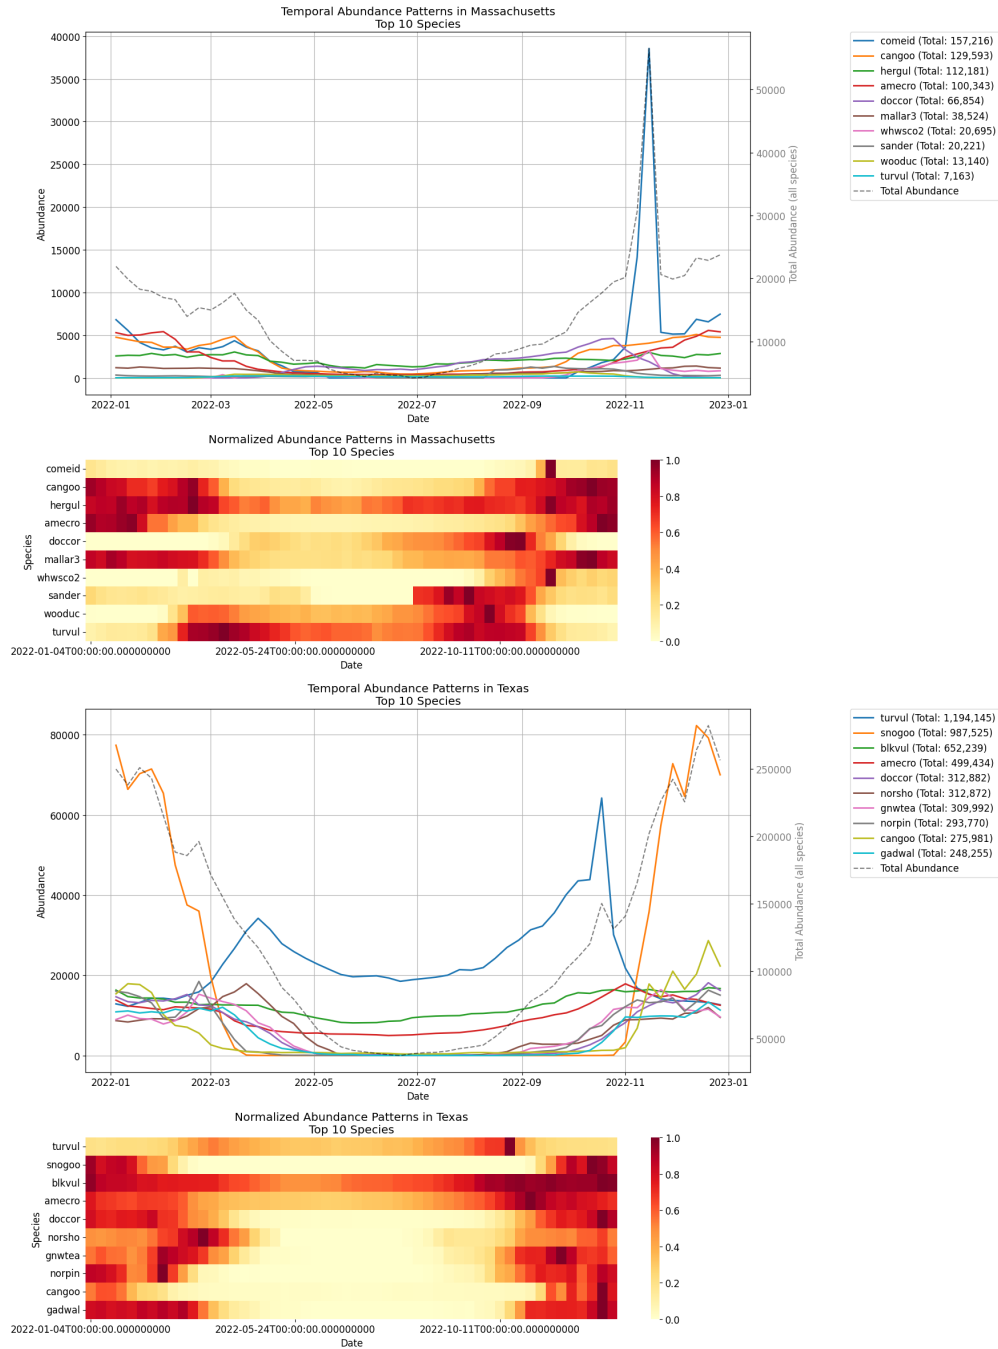 Temporal Abundance Patterns in Massachusetts
Top 10 Species
40000
35000
30000
25000
20000
15000
10000
5000
0
Abundance
50000
40000
30000
20000
10000
Total Abundance (all species)
2022-01 2022-03 2022-05 2022-07 2022-09 2022-11 2023-01
Date
comeid (Total: 157,216)
cangoo (Total: 129,593)
hergul (Total: 112,181)
amecro (Total: 100,343)
doccor (Total: 66,854)
mallar3 (Total: 38,524)
whwsco2 (Total: 20,695)
sander (Total: 20,221)
wooduc (Total: 13,140)
turvul (Total: 7,163)
Total Abundance
Normalized Abundance Patterns in Massachusetts
Top 10 Species
comeid
cangoo
hergul
amecro
doccor
mallar3
whwsco2
sander
wooduc
turvul
Species
2022-01-04T00:00:00.000000000 2022-05-24T00:00:00.000000000 2022-10-11T00:00:00.000000000
Date
1.0
0.8
0.6
0.4
0.2
0.0
Temporal Abundance Patterns in Texas
Top 10 Species
80000
60000
40000
20000
0
Abundance
250000
200000
150000
100000
50000
Total Abundance (all species)
2022-01 2022-03 2022-05 2022-07 2022-09 2022-11 2023-01
Date
turvul (Total: 1,194,145)
snogoo (Total: 987,525)
blkvul (Total: 652,239)
amecro (Total: 499,434)
doccor (Total: 312,882)
norsho (Total: 312,872)
gnwtea (Total: 309,992)
norpin (Total: 293,770)
cangoo (Total: 275,981)
gadwal (Total: 248,255)
Total Abundance
Normalized Abundance Patterns in Texas
Top 10 Species
turvul
snogoo
blkvul
amecro
doccor
norsho
gnwtea
norpin
cangoo
gadwal
Species
2022-01-04T00:00:00.000000000 2022-05-24T00:00:00.000000000 2022-10-11T00:00:00.000000000
Date
1.0
0.8
0.6
0.4
0.2
0.0